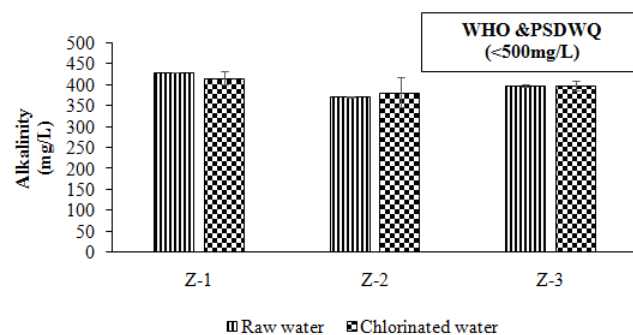 WHO &PSDWQ
(<500mg/L)
Alkalinity
(mg/L)
500
450
400
350
300
250
200
150
100
50
0
Z-1 Z-2 Z-3
Raw water Chlorinated water